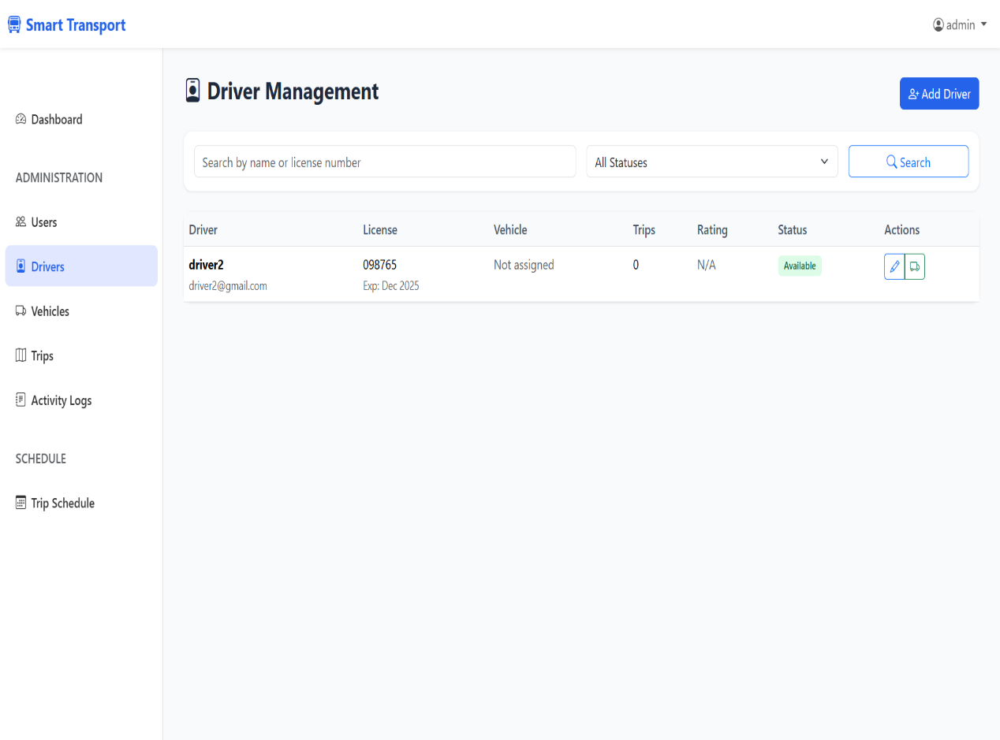 Smart Transport
admin
Dashboard
ADMINISTRATION
Users
Drivers
Vehicles
Trips
Activity Logs
SCHEDULE
Trip Schedule
Driver Management
Add Driver
Search by name or license number
All Statuses
Search
Driver License Vehicle Trips Rating Status Actions
driver2 098765 Not assigned 0 N/A Available
driver2@gmail.com Exp: Dec 2025